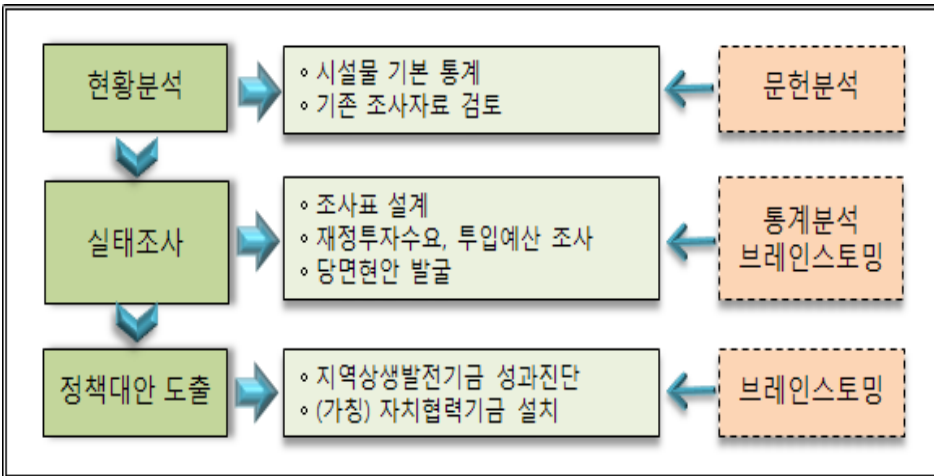 현황분석
◦ 시설물 기본 통계
◦ 기존 조사자료 검토
문헌분석
실태조사
◦ 조사표 설계
◦ 재정투자수요, 투입예산 조사
◦ 당면현안 발굴
통계분석
브레인스토밍
정책대안 도출
◦ 지역상생발전기금 성과진단
◦ (가칭) 자치협력기금 설치
브레인스토밍